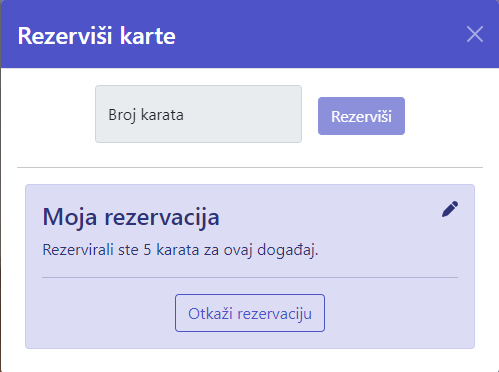 Rezerviši karte
Broj karata
Rezerviši
Moja rezervacija
Rezervirali ste 5 karata za ovaj događaj.
Otkaži rezervaciju